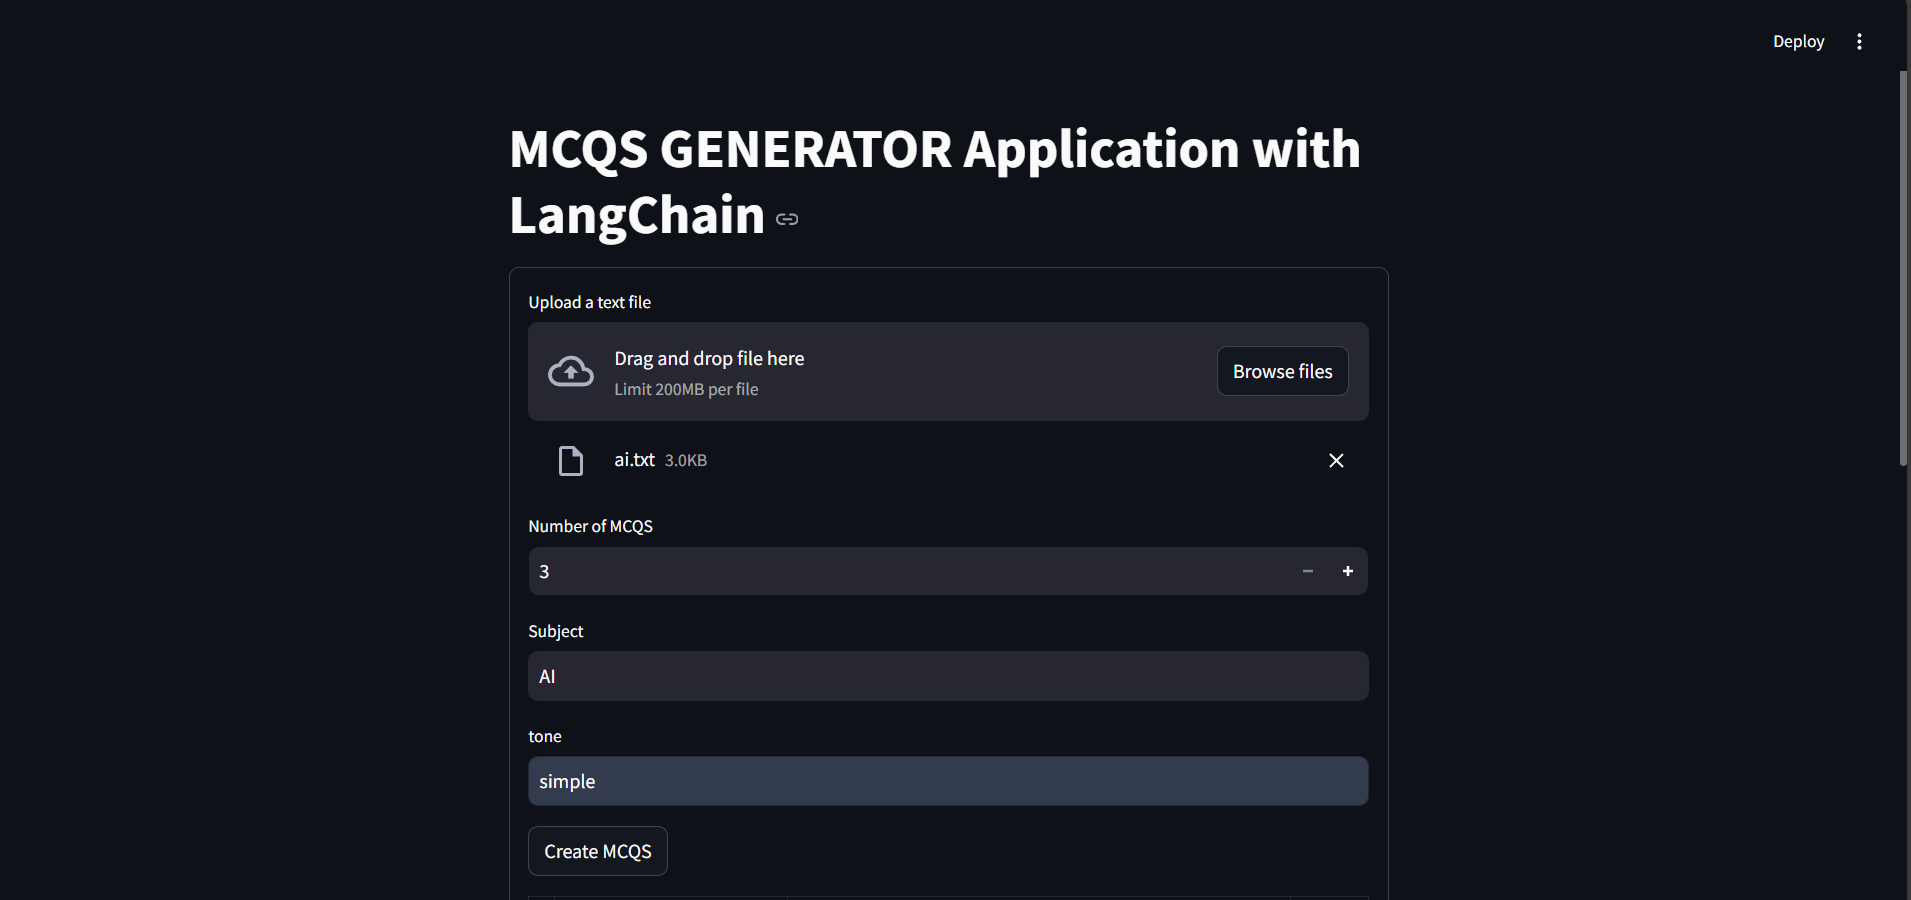 Deploy
MCQS GENERATOR Application with
LangChain
Upload a text file
Drag and drop file here
Limit 200MB per file
Browse files
ai.txt 3.0KB
Number of MCQS
3
Subject
AI
tone
simple
Create MCQS